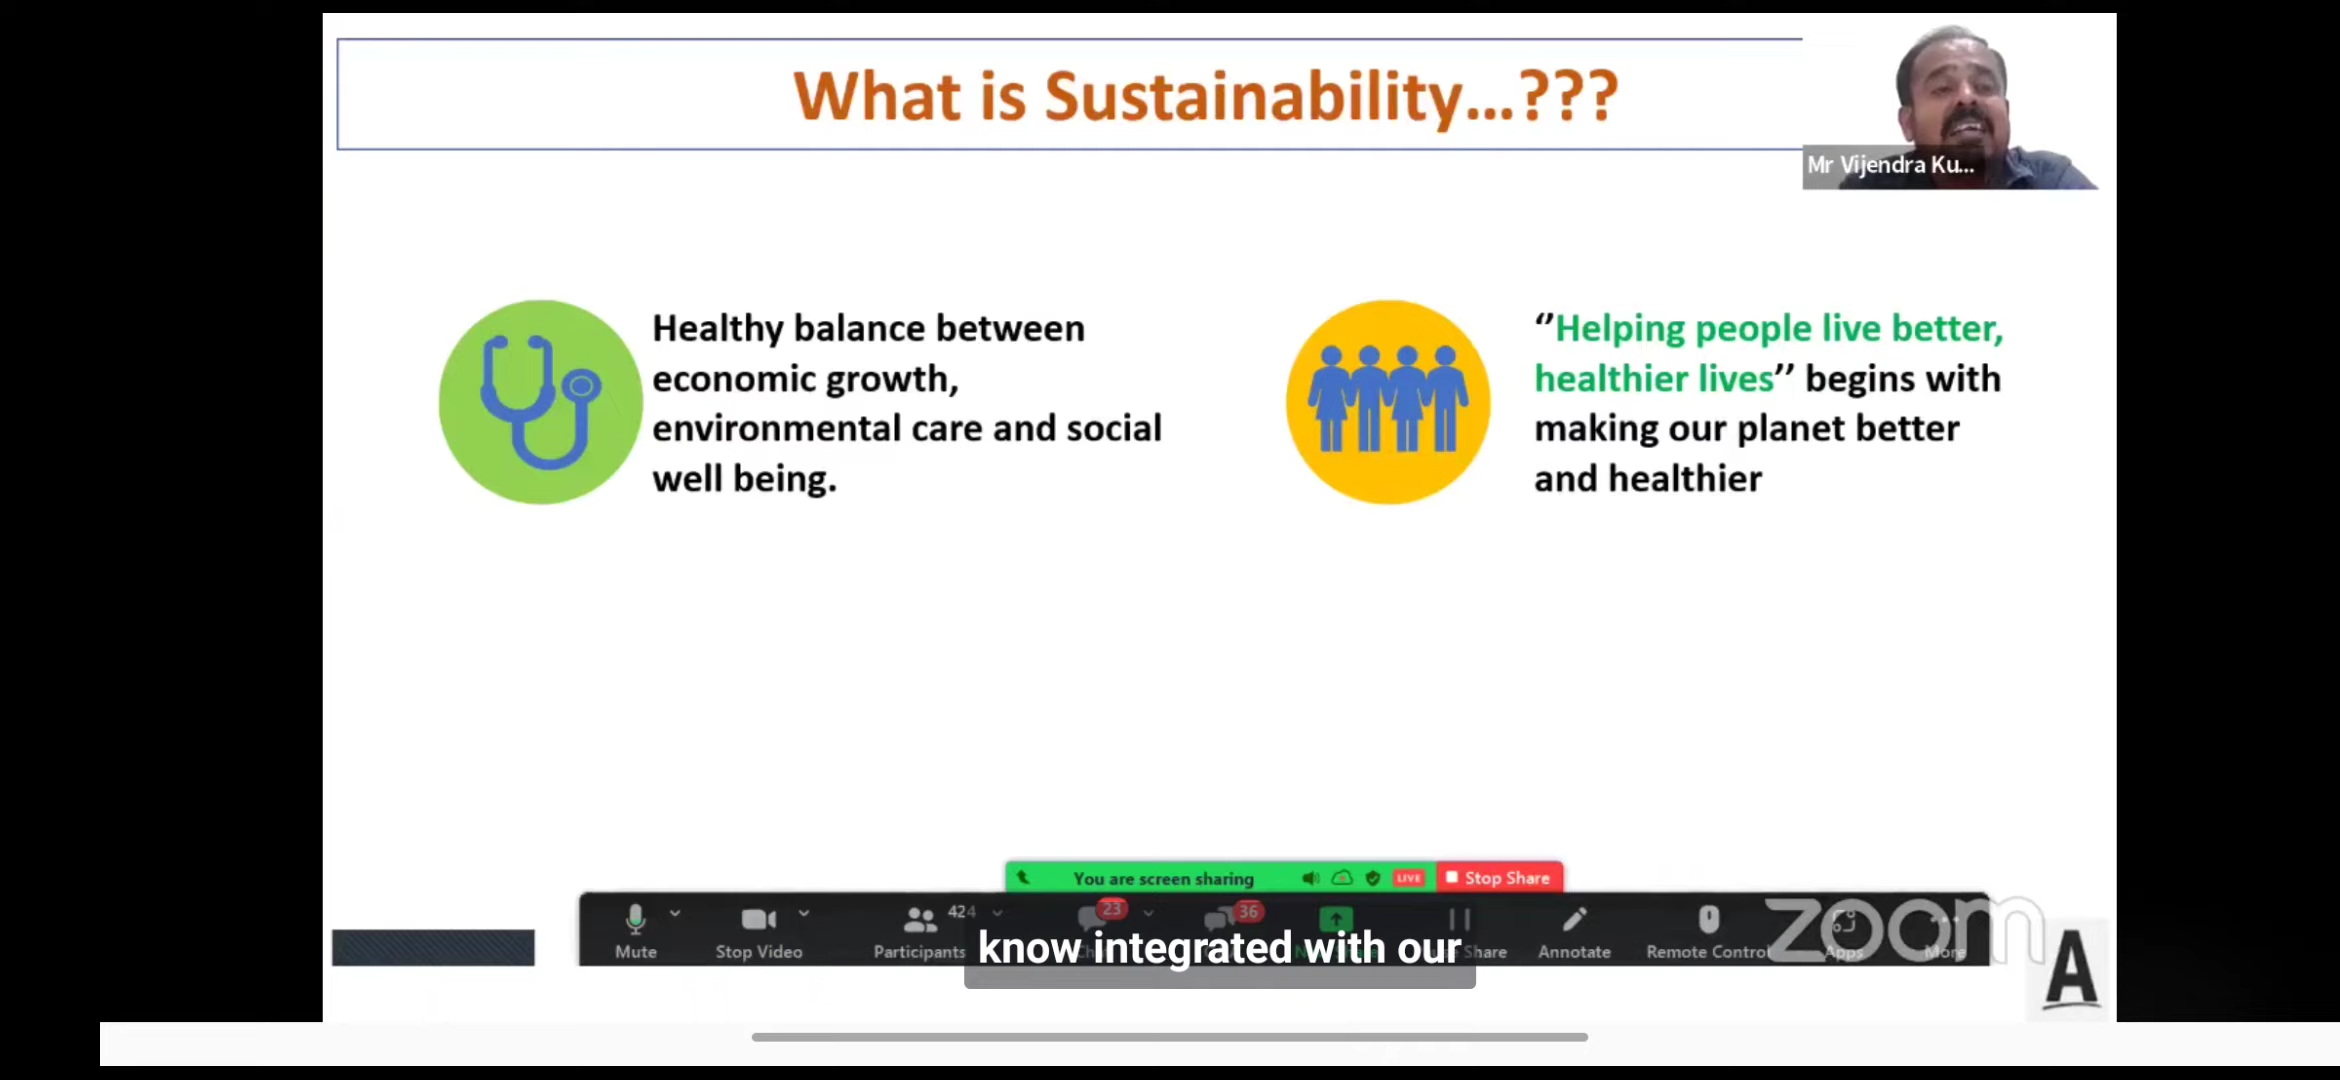 What is Sustainability...???
Mr Vijendra Ku...
Healthy balance between
economic growth,
environmental care and social
well being.
‘’Helping people live better,
healthier lives’’ begins with
making our planet better
and healthier
You are screen sharing
LIVE
Stop Share
424
23
36
Mute
Stop Video
Participants
Share
Annotate
Remote Control
Apps
More
zoom
know integrated with our
A